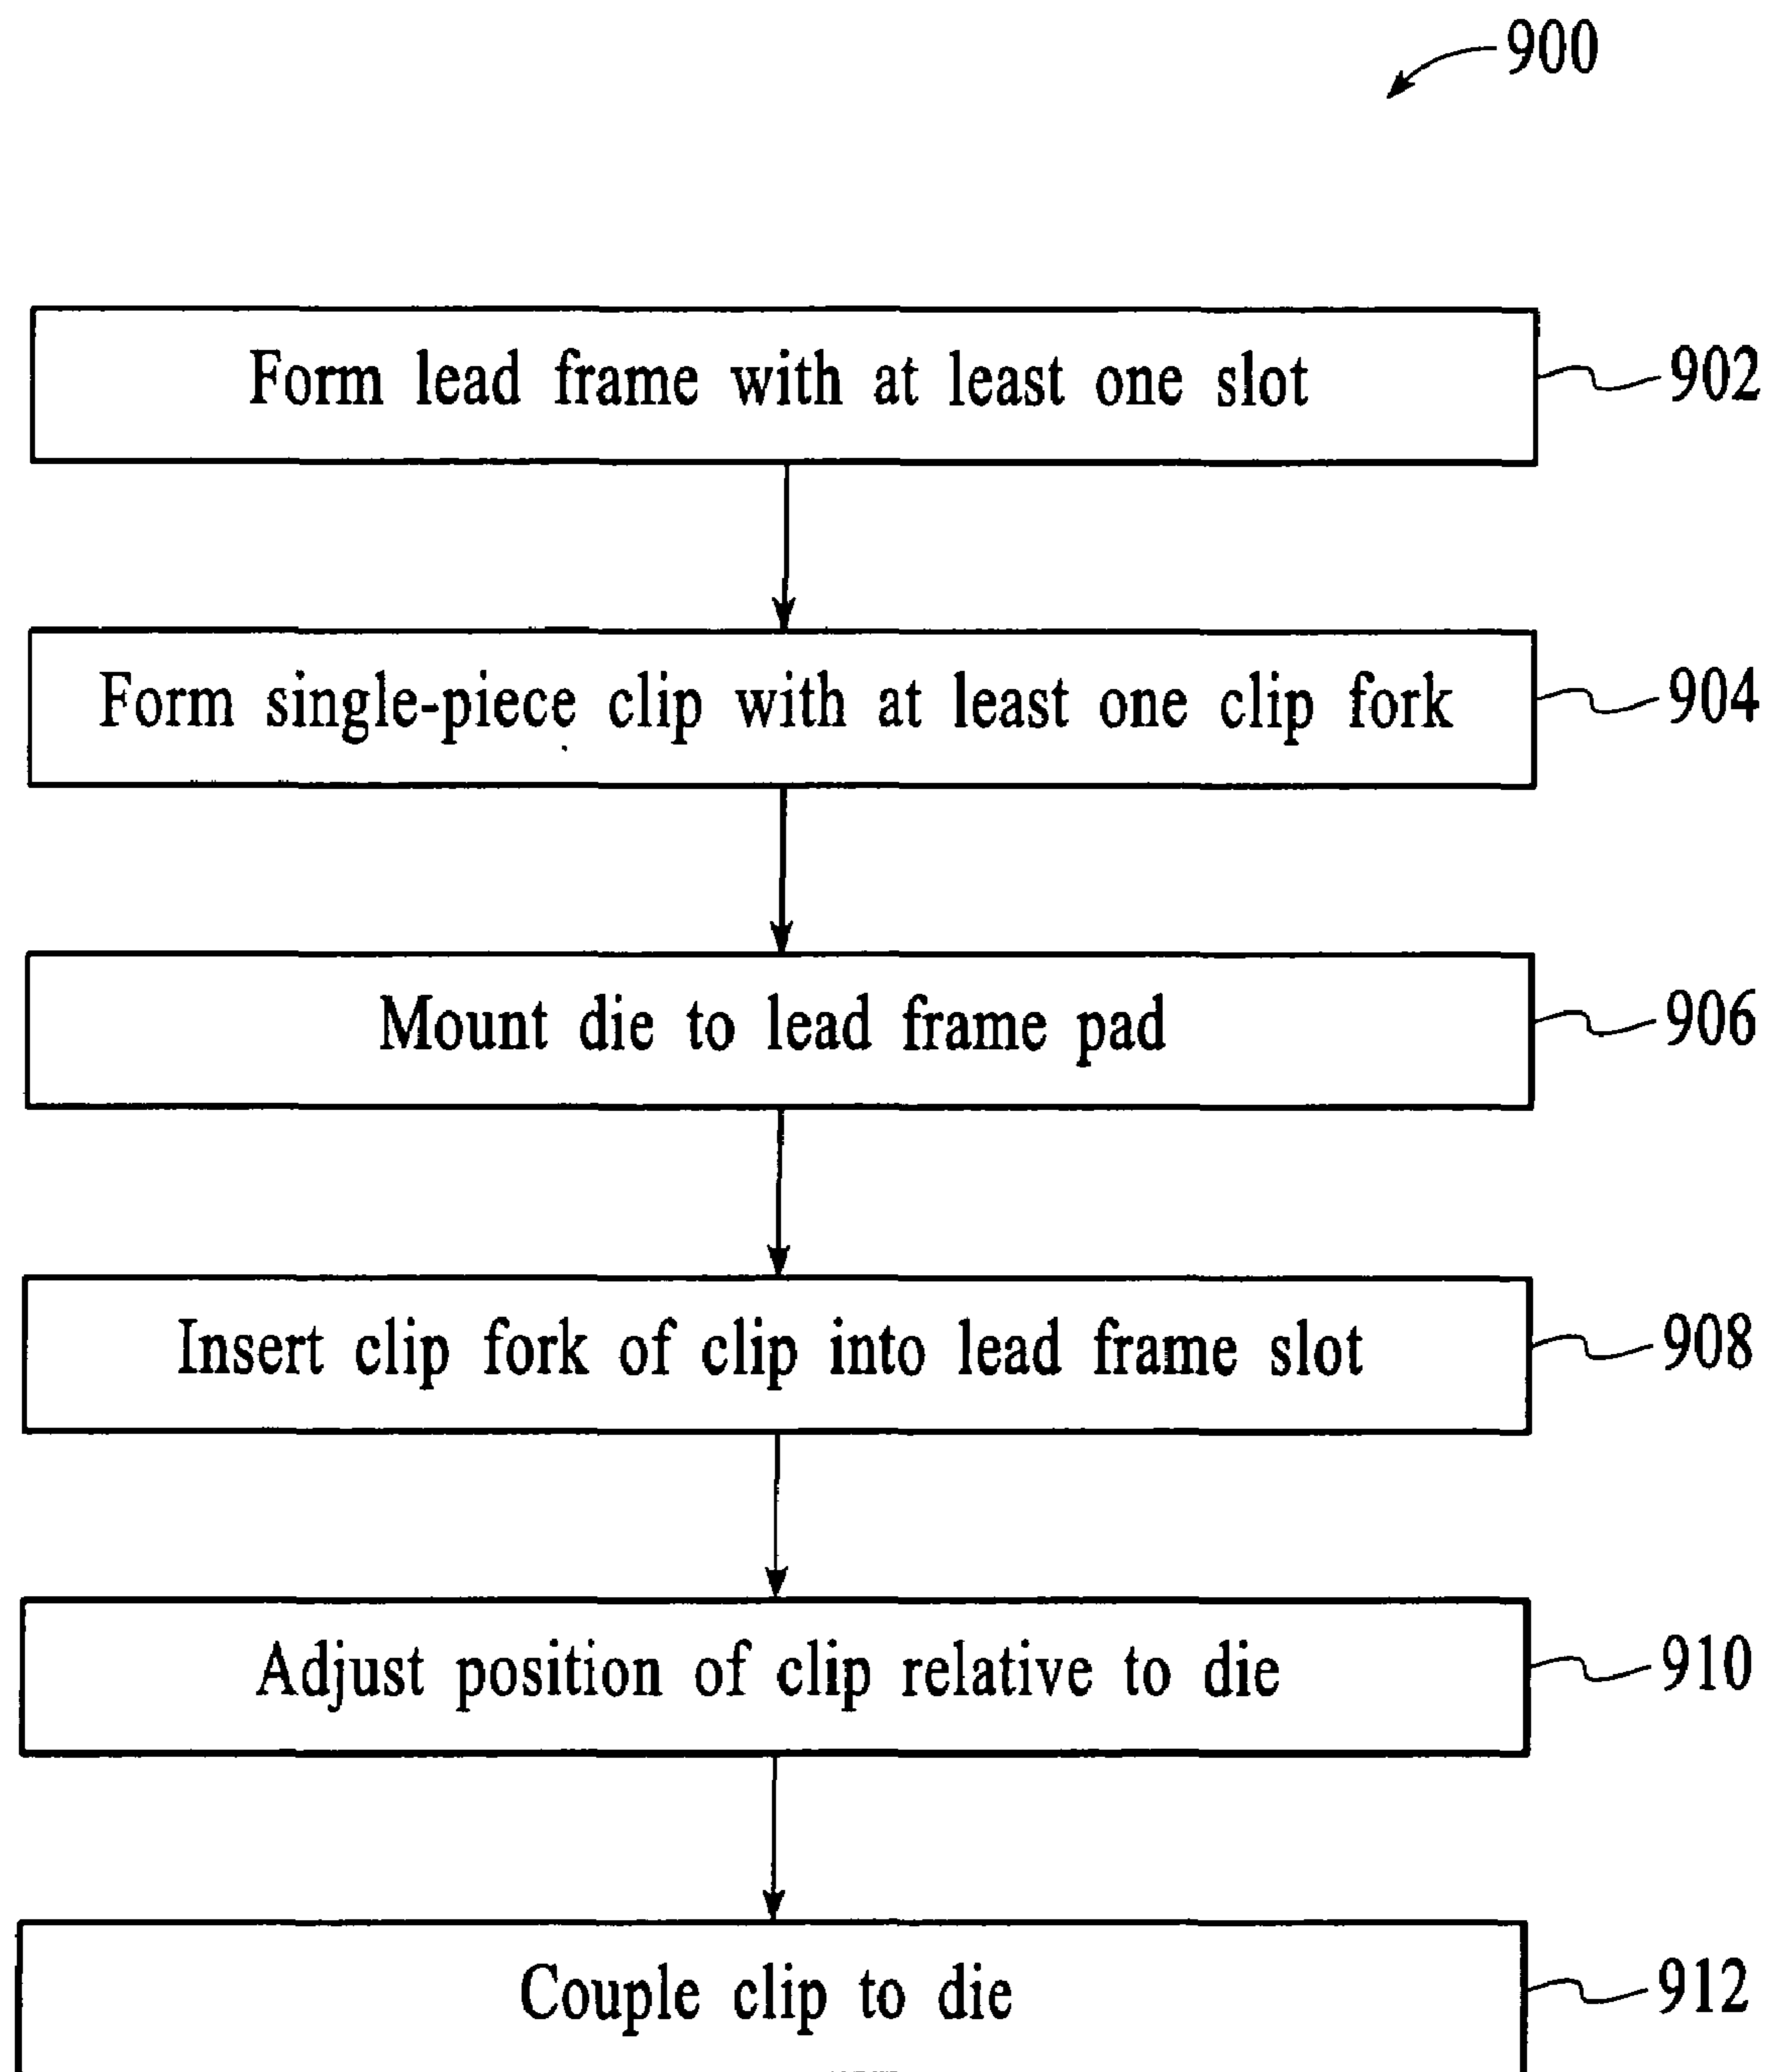 900
Form lead frame with at least one slot
902
Form single-piece clip with at least one clip fork
904
Mount die to lead frame pad
906
Insert clip fork of clip into lead frame slot
908
Adjust position of clip relative to die
910
Couple clip to die
912